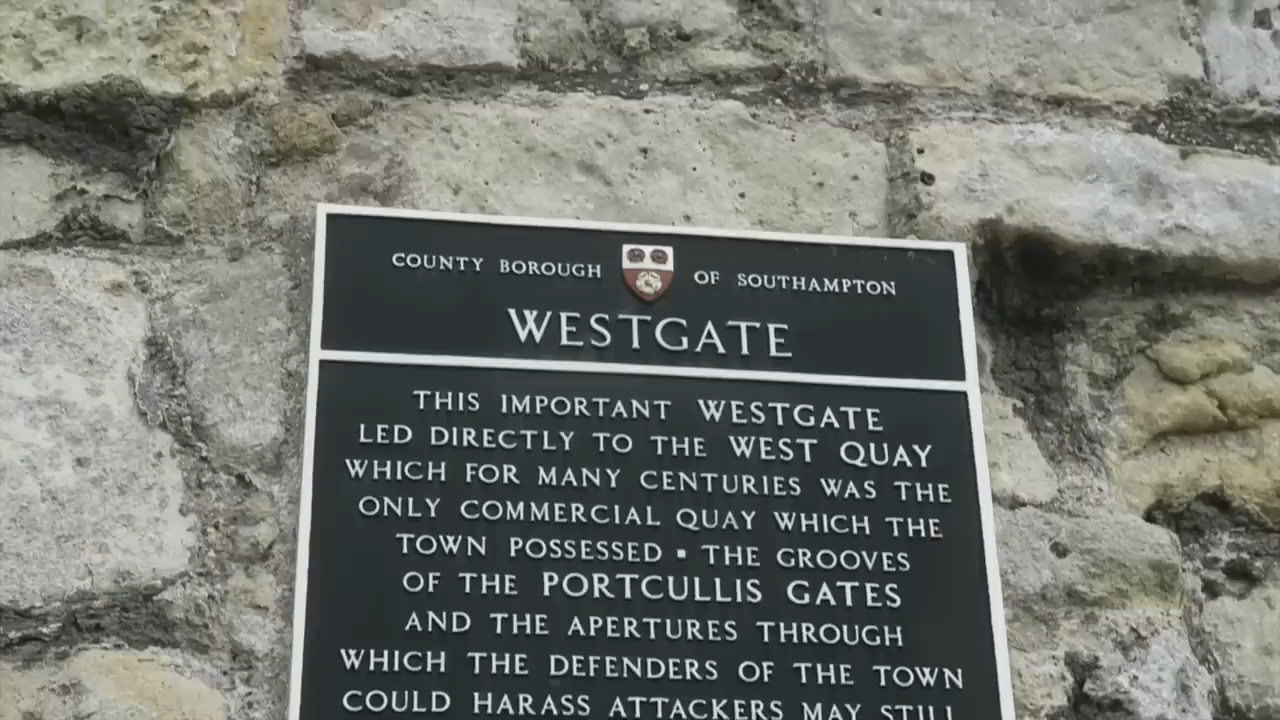 COUNTY BOROUGH OF SOUTHAMPTON
WESTGATE
THIS IMPORTANT WESTGATE
LED DIRECTLY TO THE WEST QUAY
WHICH FOR MANY CENTURIES WAS THE
ONLY COMMERCIAL QUAY WHICH THE
TOWN POSSESSED ▪ THE GROOVES
OF THE PORTCULLIS GATES
AND THE APERTURES THROUGH
WHICH THE DEFENDERS OF THE TOWN
COULD HARASS ATTACKERS MAY STILL